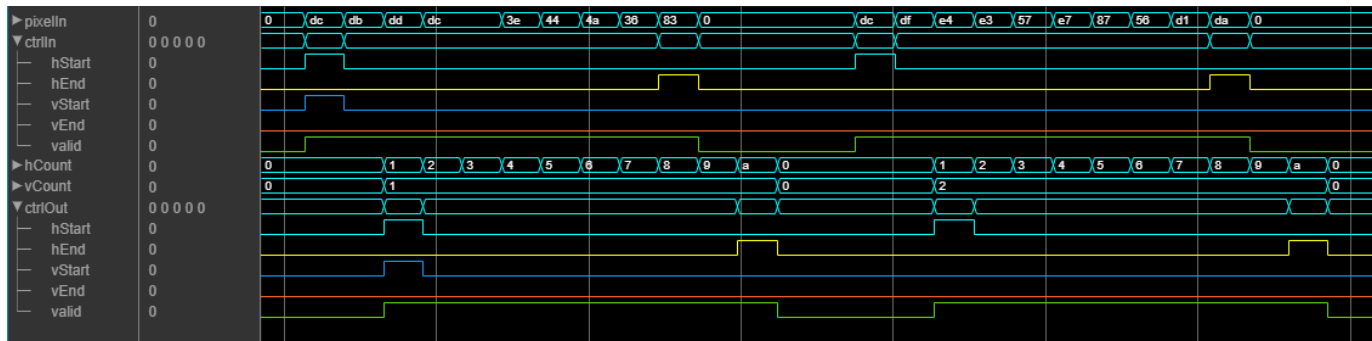 pixelIn 0 0 dc db dd dc 3e 44 4a 36 83 0 dc df e4 e3 57 e7 87 56 d1 da 0
ctrlIn 0 0 0 0 0
hStart 0
hEnd 0
vStart 0
vEnd 0
valid 0
hCount 0 0 1 2 3 4 5 6 7 8 9 a 0 1 2 3 4 5 6 7 8 9 a 0
vCount 0 0 1 0 2 0
ctrlOut 0 0 0 0 0
hStart 0
hEnd 0
vStart 0
vEnd 0
valid 0